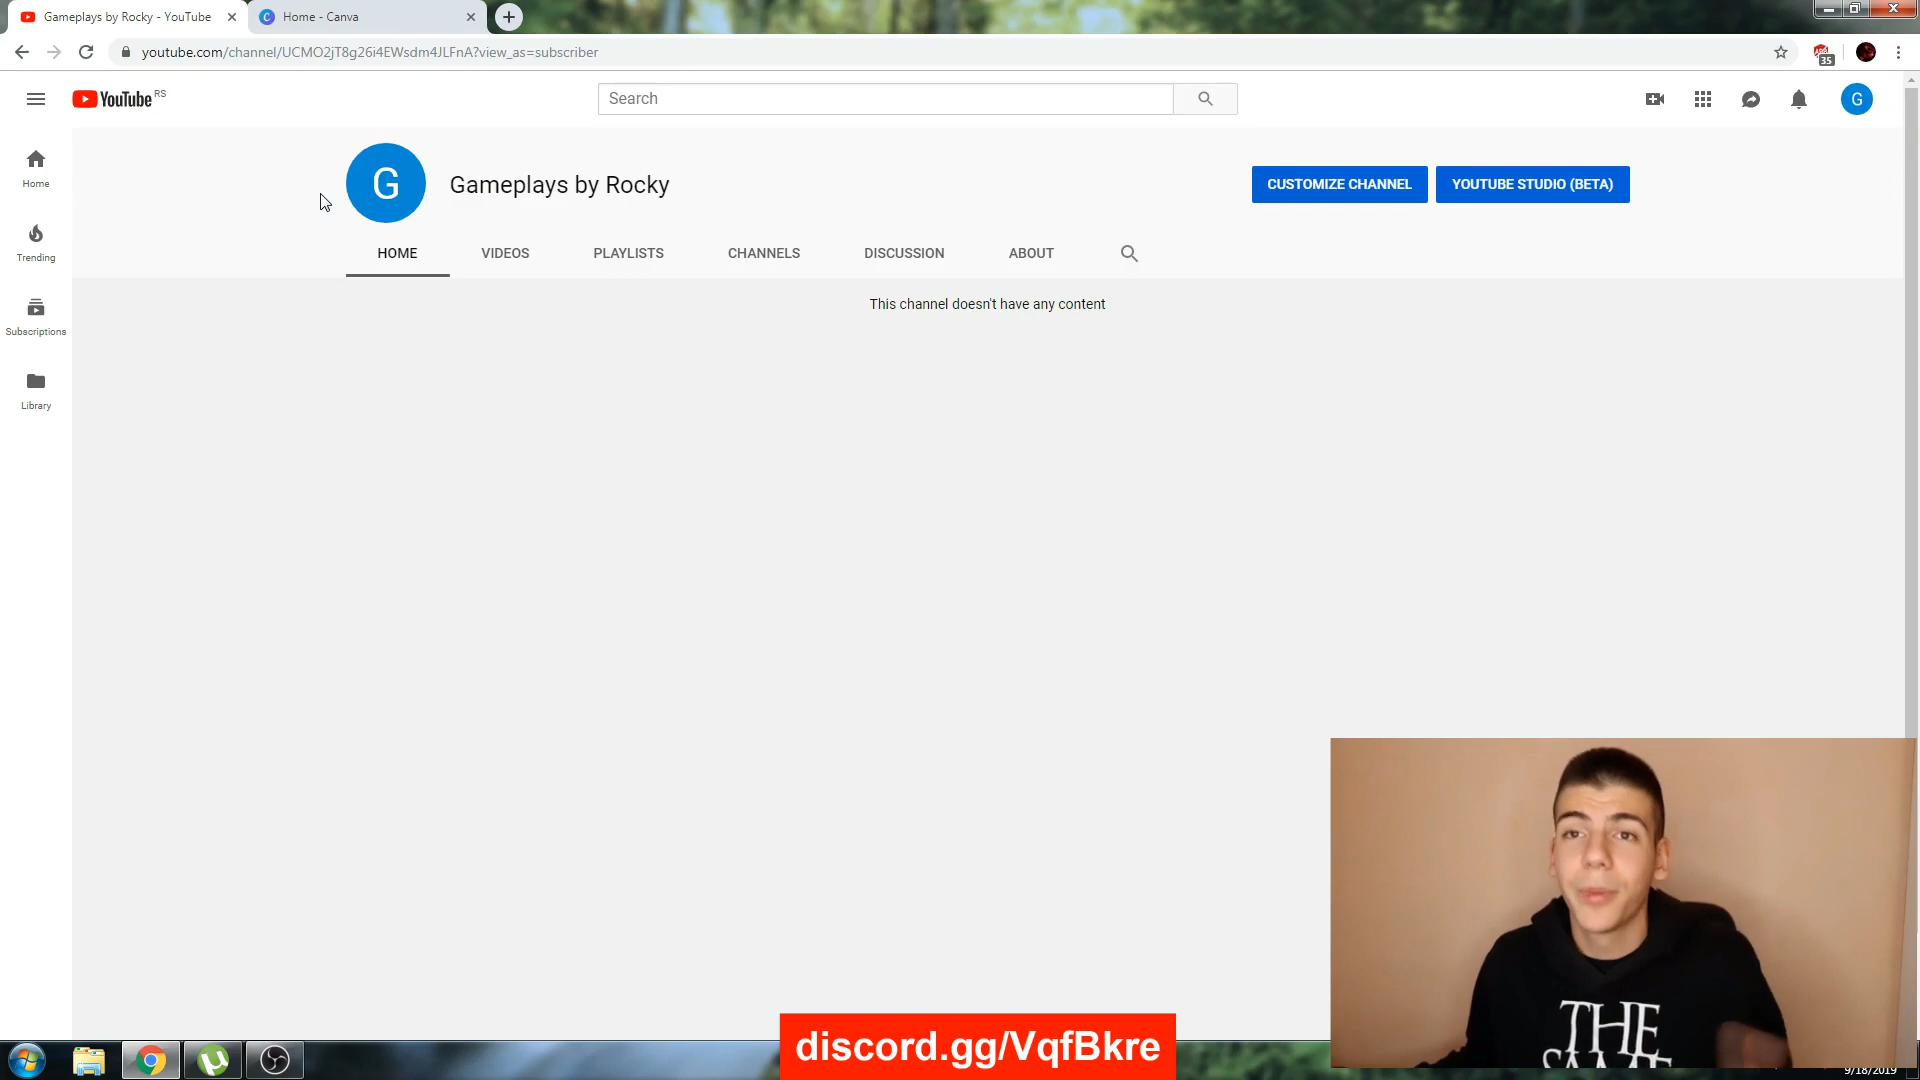 Gameplays by Rocky - YouTube
Home - Canva
youtube.com/channel/UCMO2jT8g26i4EWsdm4JLFnA?view_as=subscriber
35
YouTube RS
Search
G
G
Gameplays by Rocky
CUSTOMIZE CHANNEL
YOUTUBE STUDIO (BETA)
HOME
VIDEOS
PLAYLISTS
CHANNELS
DISCUSSION
ABOUT
This channel doesn't have any content
Home
Trending
Subscriptions
Library
THE
discord.gg/VqfBkre
9/18/2019